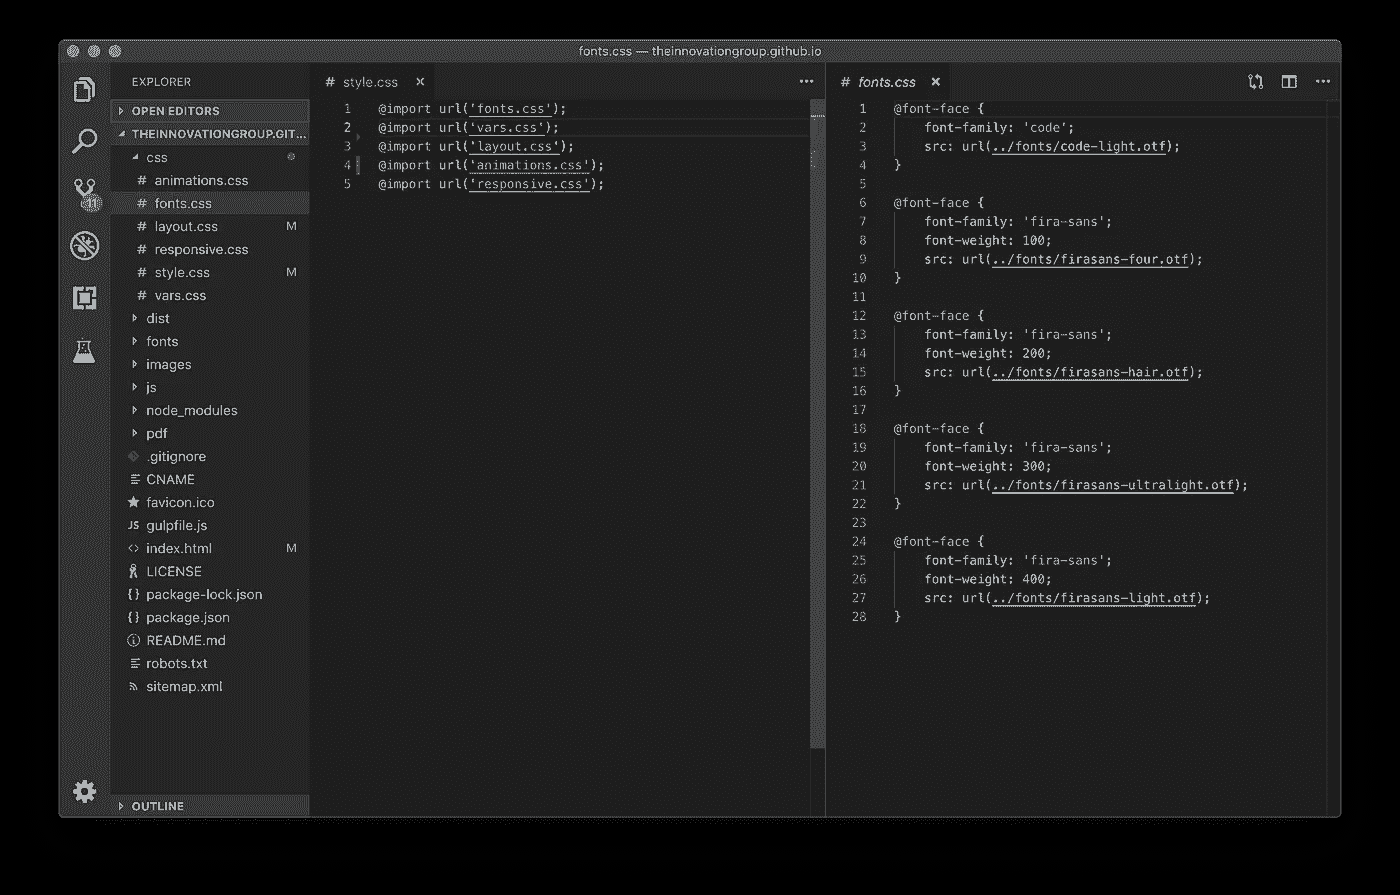 fonts.css — theinnovationgroup.github.io
EXPLORER
OPEN EDITORS
THEINNOVATIONGROUP.GIT...
css
# animations.css
# fonts.css
# layout.css M
# responsive.css
# style.css M
# vars.css
dist
fonts
images
js
node_modules
pdf
.gitignore
CNAME
favicon.ico
JS gulpfile.js
<> index.html M
LICENSE
{} package-lock.json
{} package.json
README.md
robots.txt
sitemap.xml
OUTLINE
11
# style.css × ···
1 @import url('fonts.css');
2 @import url('vars.css');
3 @import url('layout.css');
4 @import url('animations.css');
5 @import url('responsive.css');
# fonts.css × ···
1 @font-face {
2 font-family: 'code';
3 src: url(../fonts/code-light.otf);
4 }
5
6 @font-face {
7 font-family: 'fira-sans';
8 font-weight: 100;
9 src: url(../fonts/firasans-four.otf);
10 }
11
12 @font-face {
13 font-family: 'fira-sans';
14 font-weight: 200;
15 src: url(../fonts/firasans-hair.otf);
16 }
17
18 @font-face {
19 font-family: 'fira-sans';
20 font-weight: 300;
21 src: url(../fonts/firasans-ultralight.otf);
22 }
23
24 @font-face {
25 font-family: 'fira-sans';
26 font-weight: 400;
27 src: url(../fonts/firasans-light.otf);
28 }